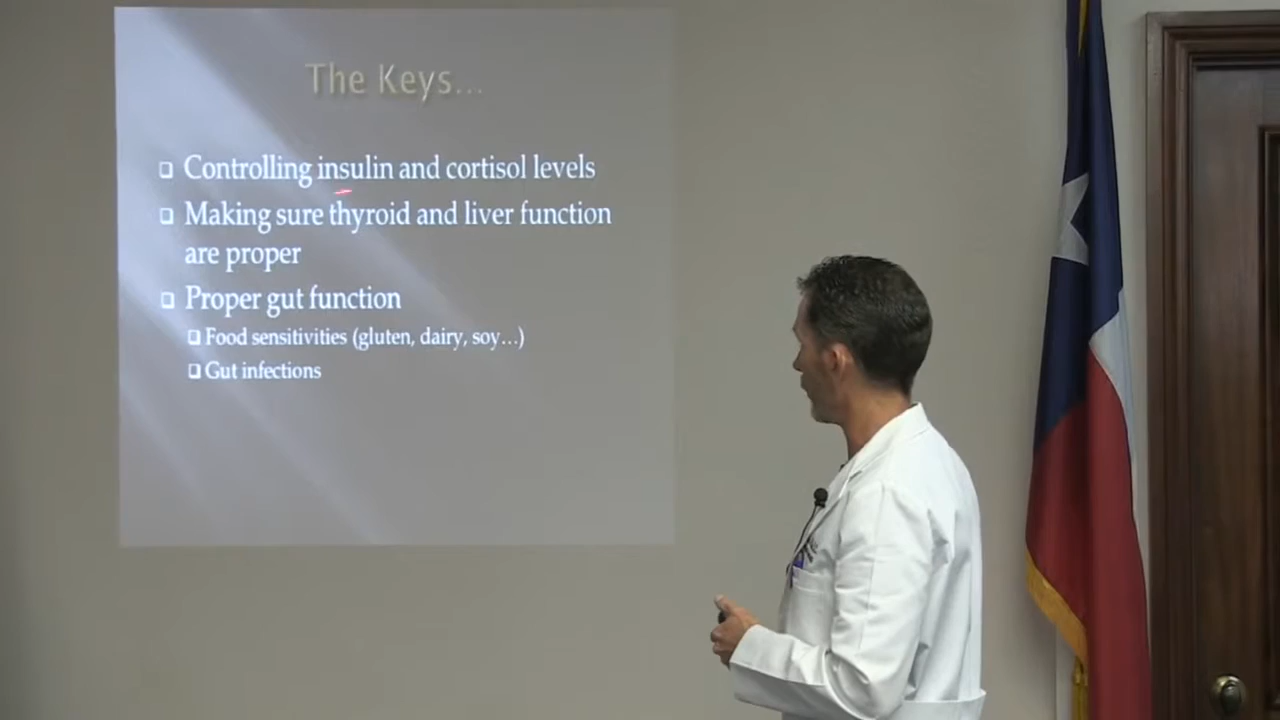 The Keys...
❑ Controlling insulin and cortisol levels
❑ Making sure thyroid and liver function
are proper
❑ Proper gut function
❑ Food sensitivities (gluten, dairy, soy...)
❑ Gut infections